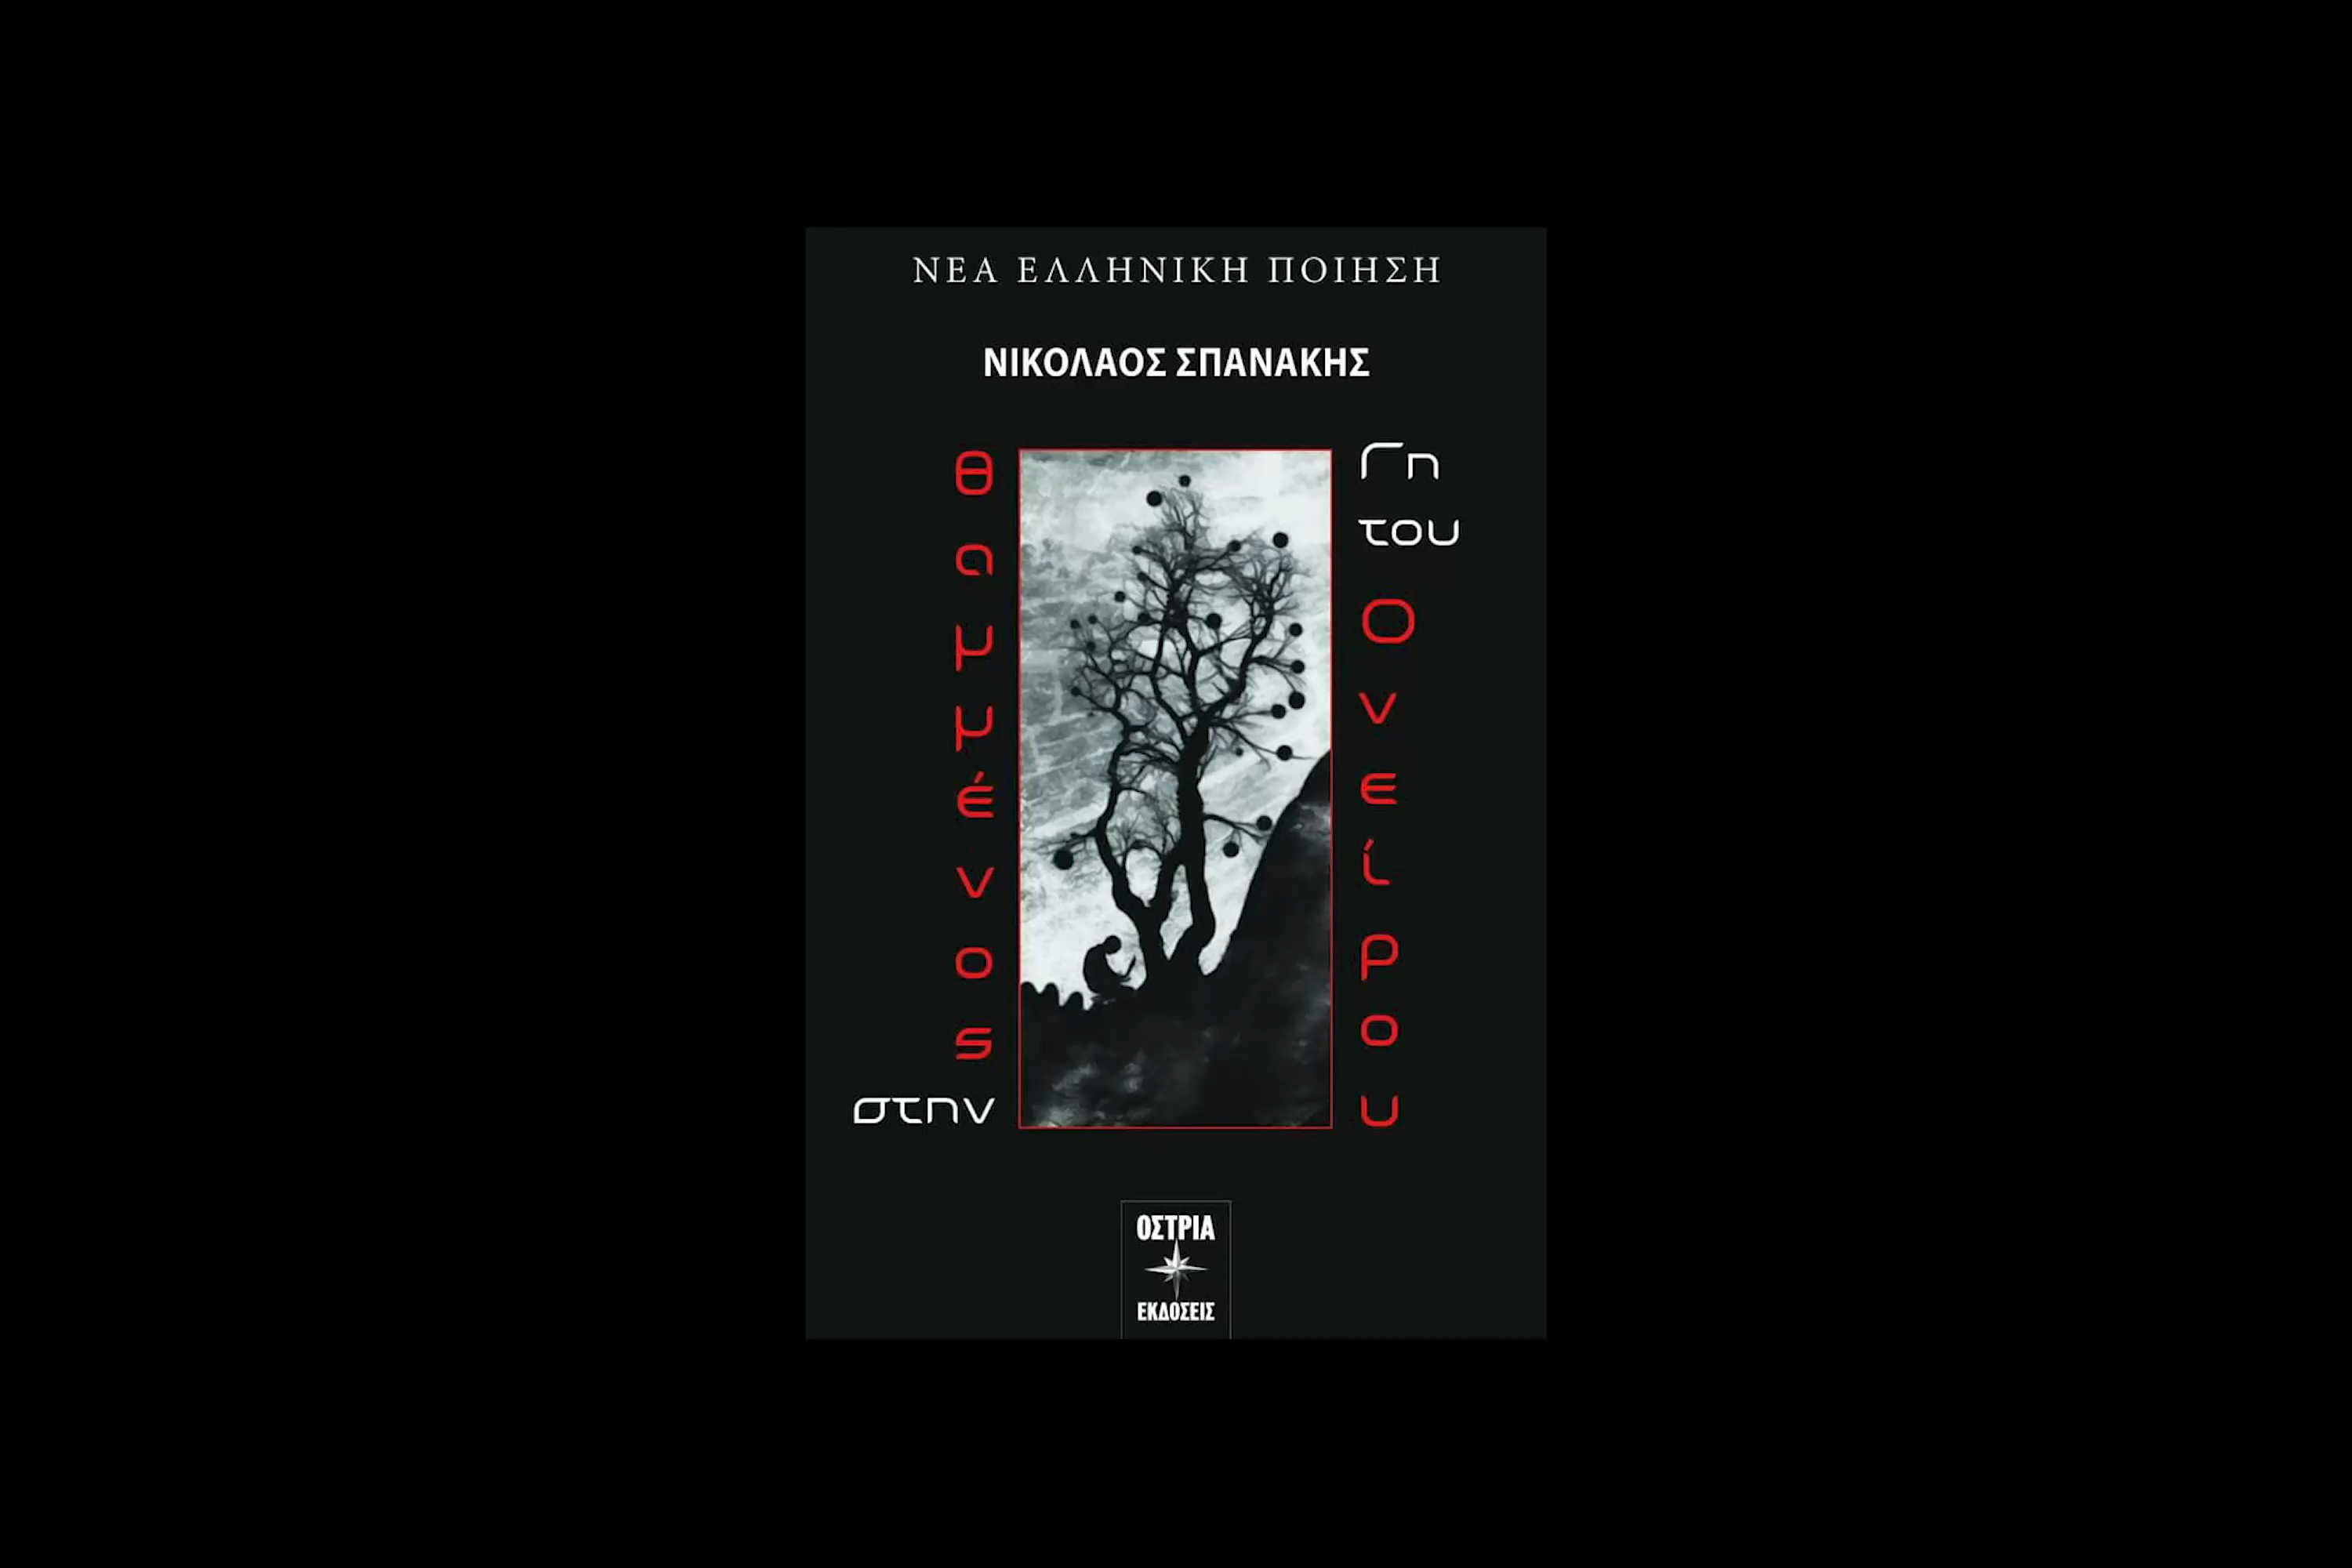 ΝΕΑ ΕΛΛΗΝΙΚΗ ΠΟΙΗΣΗ
ΝΙΚΟΛΑΟΣ ΣΠΑΝΑΚΗΣ
θαμμένος
στην
Γη
του
Ονείρου
ΟΣΤΡΙΑ
ΕΚΔΟΣΕΙΣ